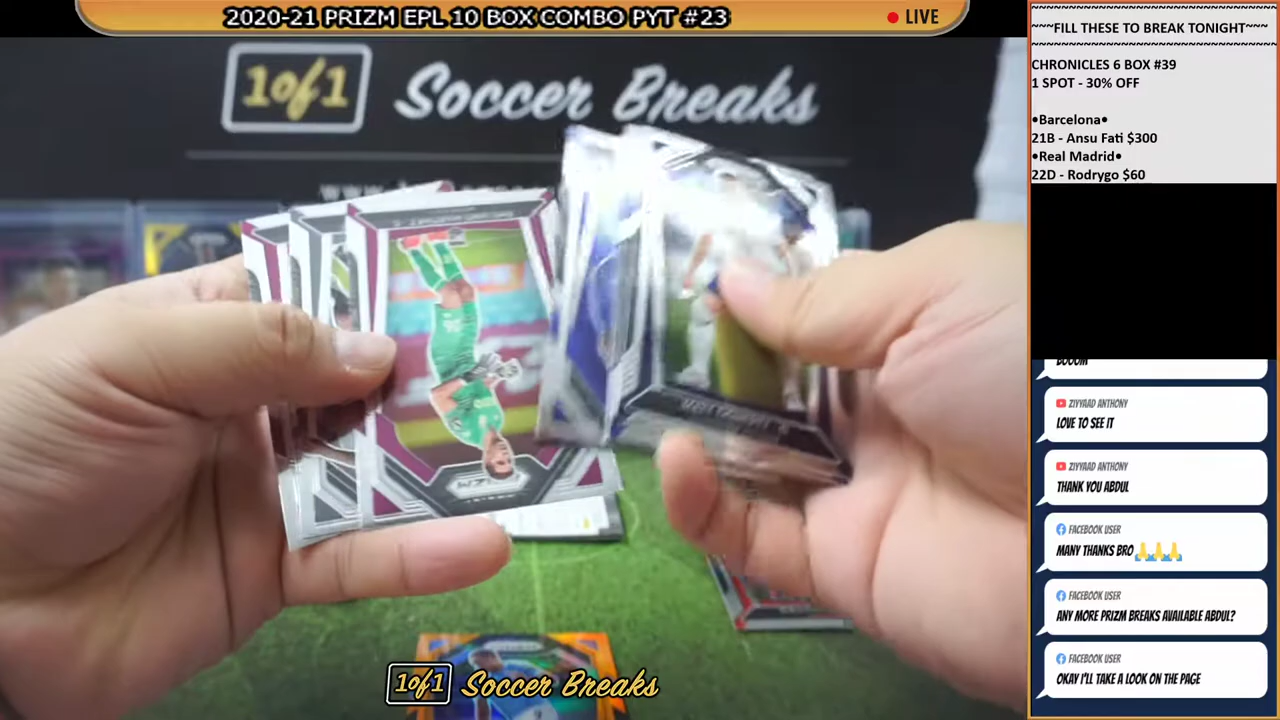 2020-21 PRIZM EPL 10 BOX COMBO PYT #23
LIVE
1of1 Soccer Breaks
~~~FILL THESE TO BREAK TONIGHT~~~
CHRONICLES 6 BOX #39
1 SPOT - 30% OFF
•Barcelona•
21B - Ansu Fati $300
•Real Madrid•
22D - Rodrygo $60
ZIYYAAD ANTHONY
LOVE TO SEE IT
ZIYYAAD ANTHONY
THANK YOU ABDUL
FACEBOOK USER
MANY THANKS BRO 🙏🙏🙏
FACEBOOK USER
ANY MORE PRIZM BREAKS AVAILABLE ABDUL?
FACEBOOK USER
OKAY I'LL TAKE A LOOK ON THE PAGE
1of1 Soccer Breaks